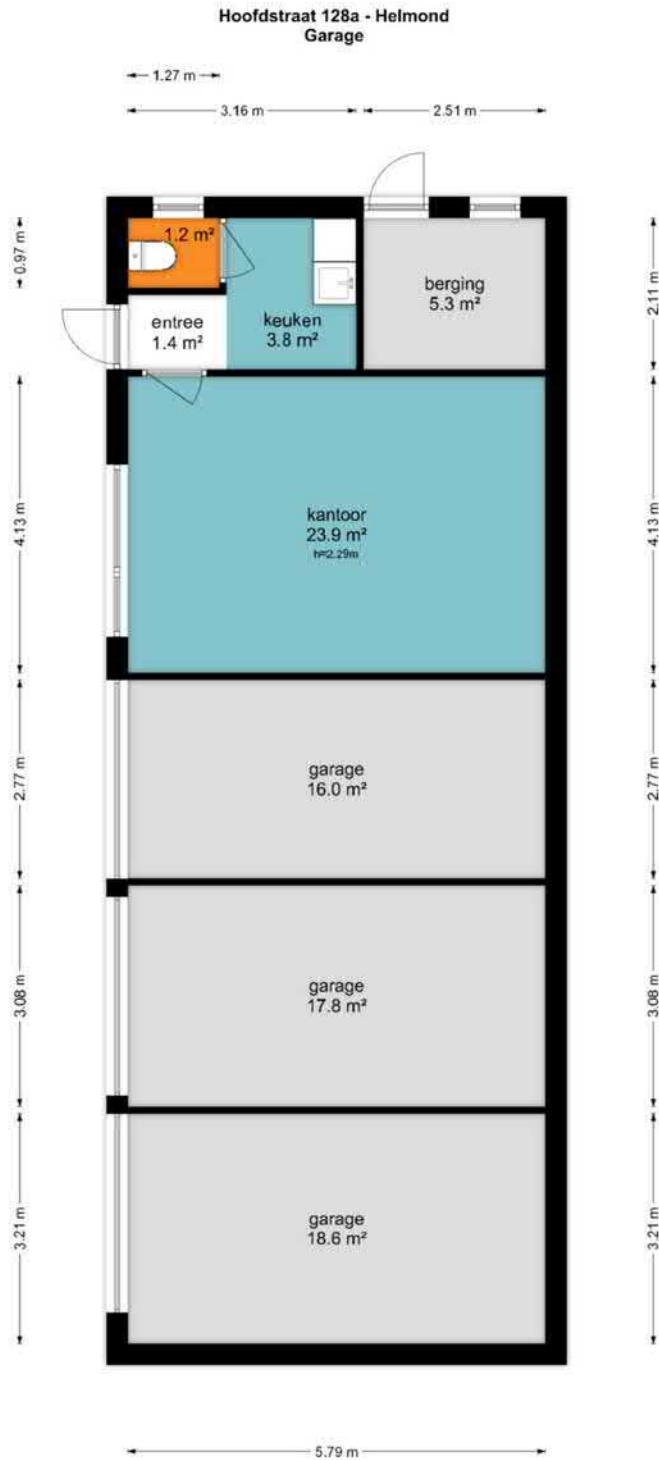 Hoofdstraat 128a - Helmond
Garage
1.27 m
3.16 m
2.51 m
0.97 m
1.2 m²
2.11 m
berging
5.3 m²
entree
1.4 m²
keuken
3.8 m²
4.13 m
kantoor
23.9 m²
h=2.29m
4.13 m
2.77 m
garage
16.0 m²
2.77 m
3.08 m
garage
17.8 m²
3.08 m
3.21 m
garage
18.6 m²
3.21 m
5.79 m